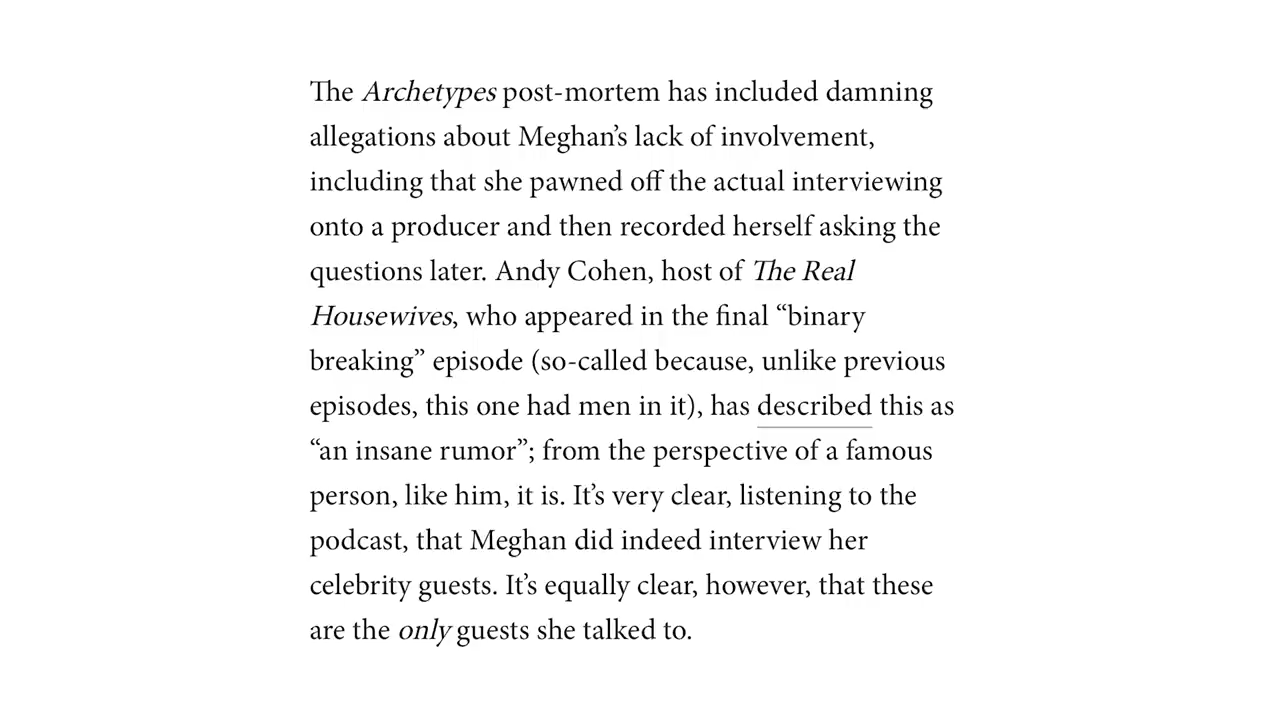 The Archetypes post-mortem has included damning
allegations about Meghan’s lack of involvement,
including that she pawned off the actual interviewing
onto a producer and then recorded herself asking the
questions later. Andy Cohen, host of The Real
Housewives, who appeared in the final “binary
breaking” episode (so-called because, unlike previous
episodes, this one had men in it), has described this as
“an insane rumor”; from the perspective of a famous
person, like him, it is. It’s very clear, listening to the
podcast, that Meghan did indeed interview her
celebrity guests. It’s equally clear, however, that these
are the only guests she talked to.